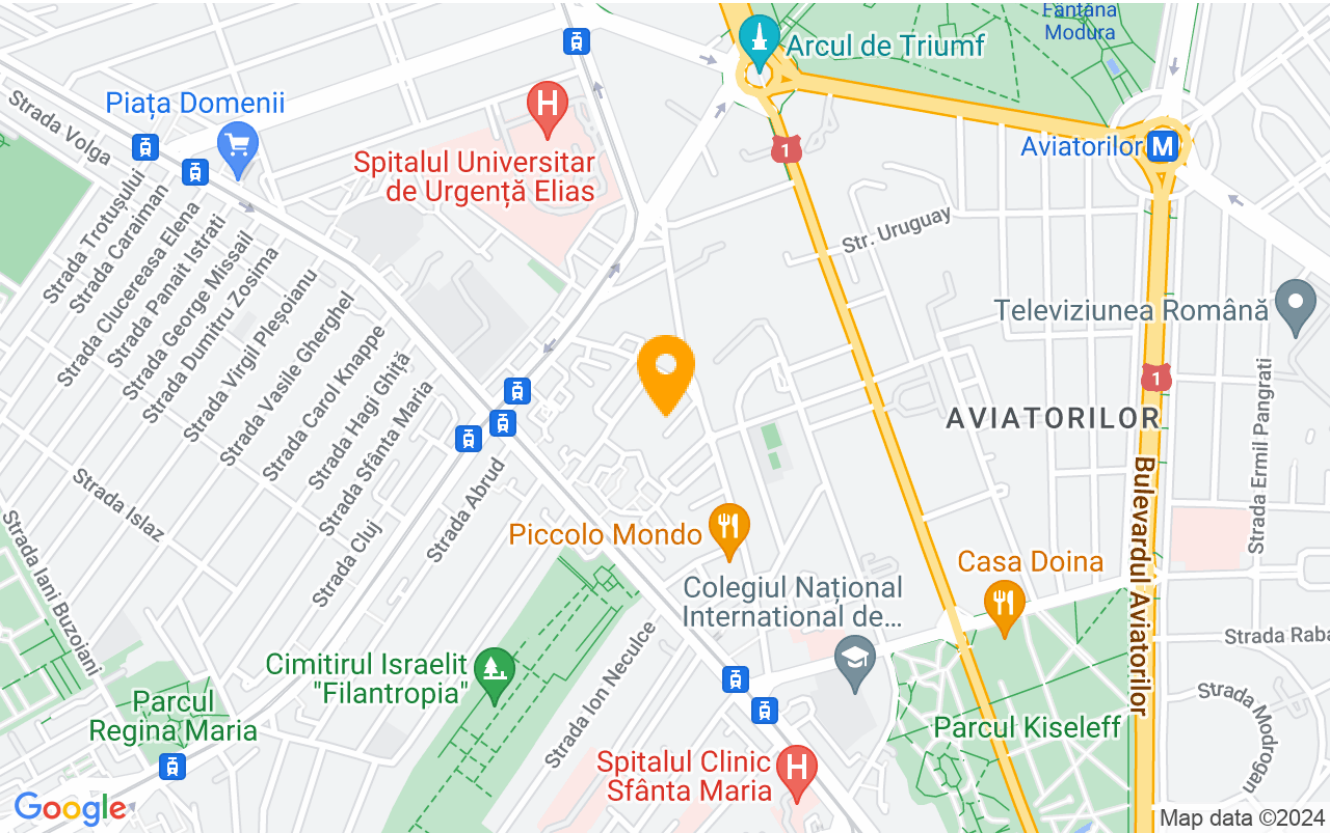 Fântâna
Modura
Arcul de Triumf
Piața Domenii
H
Strada Volga
Spitalul Universitar
de Urgență Elias
1
Aviatorilor
M
Strada Trotușului
Strada Caraiman
Strada Clucereasa Elena
Strada Panait Istrati
Strada George Missail
Strada Dumitru Zosima
Strada Virgil Pleșoianu
Strada Vasile Gherghel
Strada Carol Knappe
Strada Hagi Ghiță
Strada Sfânta Maria
Str. Uruguay
Televiziunea Română
1
AVIATORILOR
Strada Ermil Pangrati
Bulevardul Aviatorilor
Strada Islaz
Strada Cluj
Strada Abrud
Strada Iani Buzoiani
Piccolo Mondo
Casa Doina
Colegiul Național
International de...
Strada Raba
Cimitirul Israelit
"Filantropia"
Strada Ion Neculce
Parcul
Regina Maria
Parcul Kiseleff
Strada Modrogan
Spitalul Clinic
Sfânta Maria
H
Google
Map data ©2024